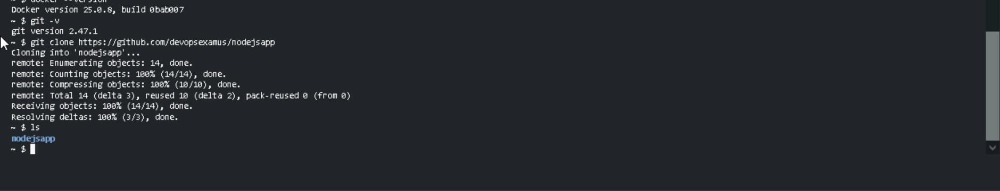 ~ $ docker --version
Docker version 25.0.8, build 0bab007
~ $ git -v
git version 2.47.1
~ $ git clone https://github.com/devopsexamus/nodejsapp
Cloning into 'nodejsapp'...
remote: Enumerating objects: 14, done.
remote: Counting objects: 100% (14/14), done.
remote: Compressing objects: 100% (10/10), done.
remote: Total 14 (delta 3), reused 10 (delta 2), pack-reused 0 (from 0)
Receiving objects: 100% (14/14), done.
Resolving deltas: 100% (3/3), done.
~ $ ls
nodejsapp
~ $